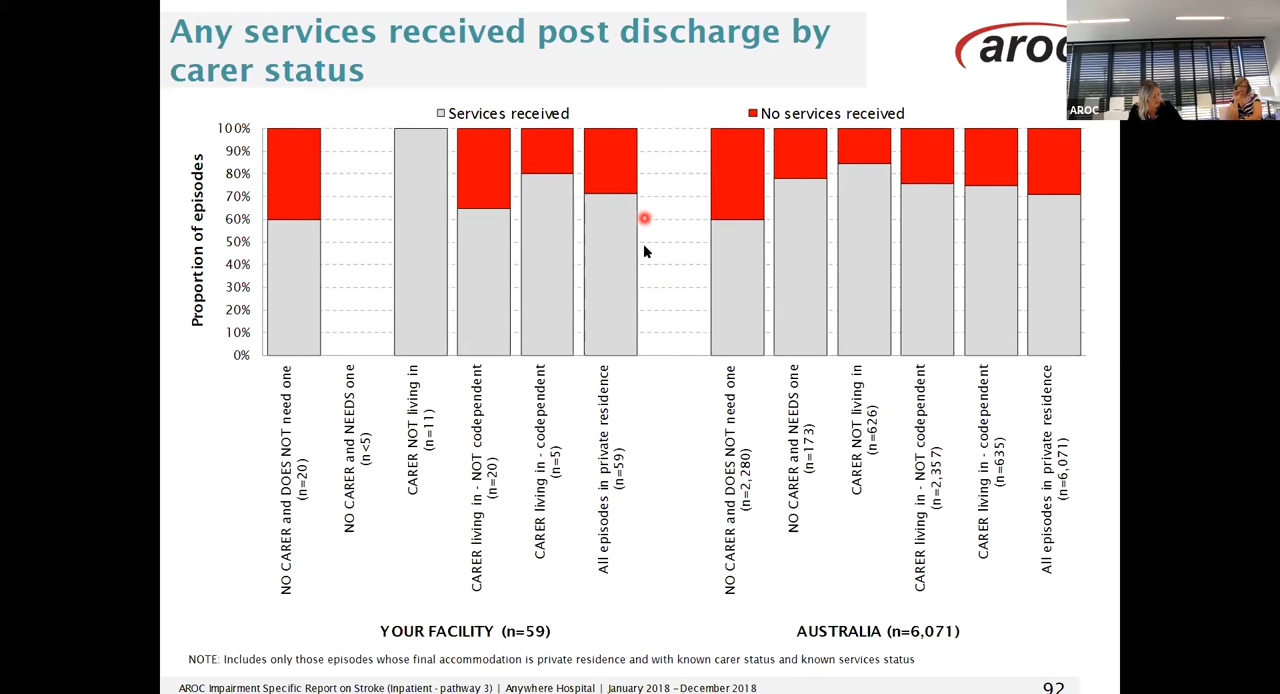 Any services received post discharge by
carer status
aroc
AROC
Services received
No services received
Proportion of episodes
100%
90%
80%
70%
60%
50%
40%
30%
20%
10%
0%
NO CARER and DOES NOT need one
(n=20)
NO CARER and NEEDS one
(n<5)
CARER NOT living in
(n=11)
CARER living in - NOT codependent
(n=20)
CARER living in - codependent
(n=5)
All episodes in private residence
(n=59)
NO CARER and DOES NOT need one
(n=2,280)
NO CARER and NEEDS one
(n=173)
CARER NOT living in
(n=626)
CARER living in - NOT codependent
(n=2,357)
CARER living in - codependent
(n=635)
All episodes in private residence
(n=6,071)
YOUR FACILITY (n=59)
AUSTRALIA (n=6,071)
NOTE: Includes only those episodes whose final accommodation is private residence and with known carer status and known services status
AROC Impairment Specific Report on Stroke (Inpatient - pathway 3) | Anywhere Hospital | January 2018 – December 2018
92